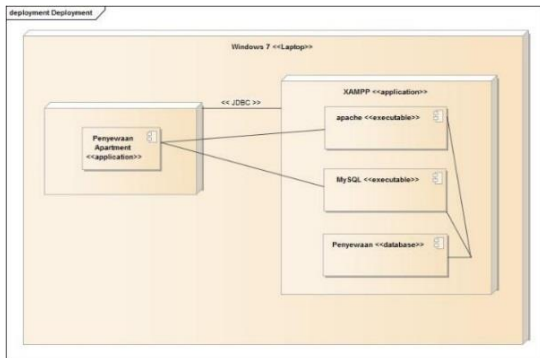 deployment Deployment
Windows 7 <<Laptop>>
XAMPP <<application>>
<< JDBC >>
apache <<executable>>
Penyewaan
Apartment
<<application>>
MySQL <<executable>>
Penyewaan <<database>>